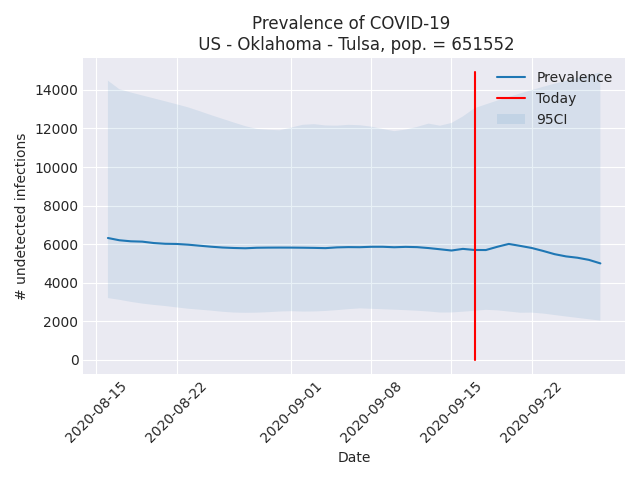 Prevalence of COVID-19
US - Oklahoma - Tulsa, pop. = 651552
Prevalence
Today
95CI
14000
12000
10000
8000
6000
4000
2000
0
# undetected infections
2020-08-15
2020-08-22
2020-09-01
2020-09-08
2020-09-15
2020-09-22
Date